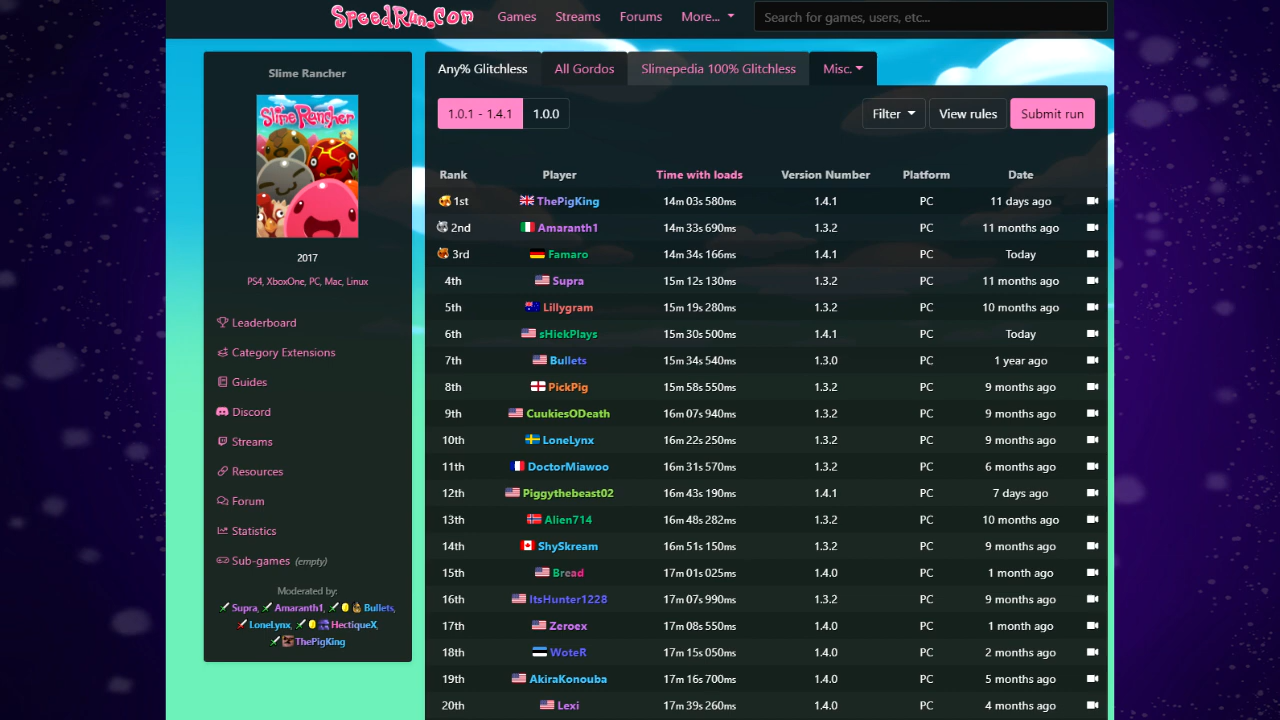 SpeedRun.Com Games Streams Forums More... Search for games, users, etc...
Slime Rancher
Slime Rancher
2017
PS4, XboxOne, PC, Mac, Linux
Leaderboard
Category Extensions
Guides
Discord
Streams
Resources
Forum
Statistics
Sub-games (empty)
Moderated by:
Supra, Amaranth1, Bullets,
LoneLynx, HectiqueX,
ThePigKing
Any% Glitchless All Gordos Slimepedia 100% Glitchless Misc.
1.0.1 - 1.4.1 1.0.0 Filter View rules Submit run
Rank Player Time with loads Version Number Platform Date
1st ThePigKing 14m 03s 580ms 1.4.1 PC 11 days ago
2nd Amaranth1 14m 33s 690ms 1.3.2 PC 11 months ago
3rd Famaro 14m 34s 166ms 1.4.1 PC Today
4th Supra 15m 12s 130ms 1.3.2 PC 11 months ago
5th Lillygram 15m 19s 280ms 1.3.2 PC 10 months ago
6th sHiekPlays 15m 30s 500ms 1.4.1 PC Today
7th Bullets 15m 34s 540ms 1.3.0 PC 1 year ago
8th PickPig 15m 58s 550ms 1.3.2 PC 9 months ago
9th CuukiesODeath 16m 07s 940ms 1.3.2 PC 9 months ago
10th LoneLynx 16m 22s 250ms 1.3.2 PC 9 months ago
11th DoctorMiawoo 16m 31s 570ms 1.3.2 PC 6 months ago
12th Piggythebeast02 16m 43s 190ms 1.4.1 PC 7 days ago
13th Alien714 16m 48s 282ms 1.3.2 PC 10 months ago
14th ShySkream 16m 51s 150ms 1.3.2 PC 9 months ago
15th Bread 17m 01s 025ms 1.4.0 PC 1 month ago
16th ItsHunter1228 17m 07s 990ms 1.3.2 PC 9 months ago
17th Zeroex 17m 08s 550ms 1.4.0 PC 1 month ago
18th WoteR 17m 15s 050ms 1.4.0 PC 2 months ago
19th AkiraKonouba 17m 16s 700ms 1.4.0 PC 5 months ago
20th Lexi 17m 39s 260ms 1.4.0 PC 4 months ago